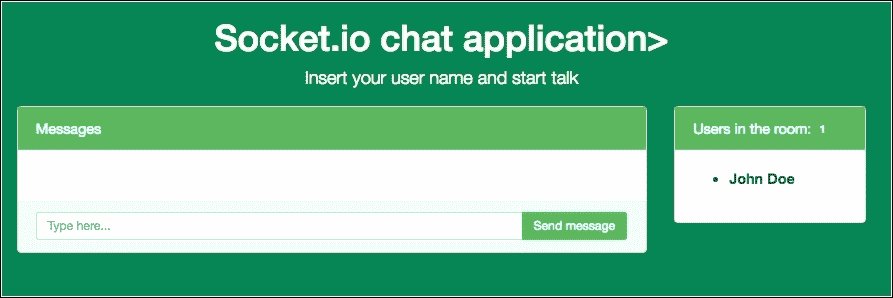 Socket.io chat application>
Insert your user name and start talk
Messages
Users in the room: 1
John Doe
Type here...
Send message